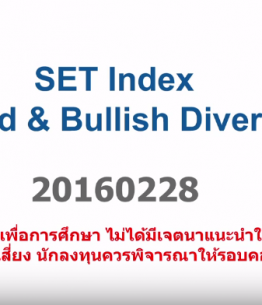 SET Index
d & Bullish Diver
20160228
เพื่อการศึกษา ไม่ได้มีเจตนาแนะนำใ
เสี่ยง นักลงทุนควรพิจารณาให้รอบคอ